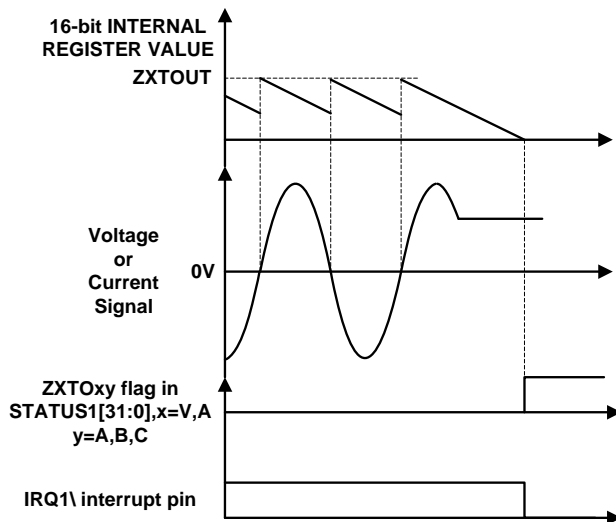 16-bit INTERNAL
REGISTER VALUE
ZXTOUT
Voltage
or
Current
Signal
0V
ZXTOxy flag in
STATUS1[31:0],x=V,A
y=A,B,C
IRQ1\ interrupt pin